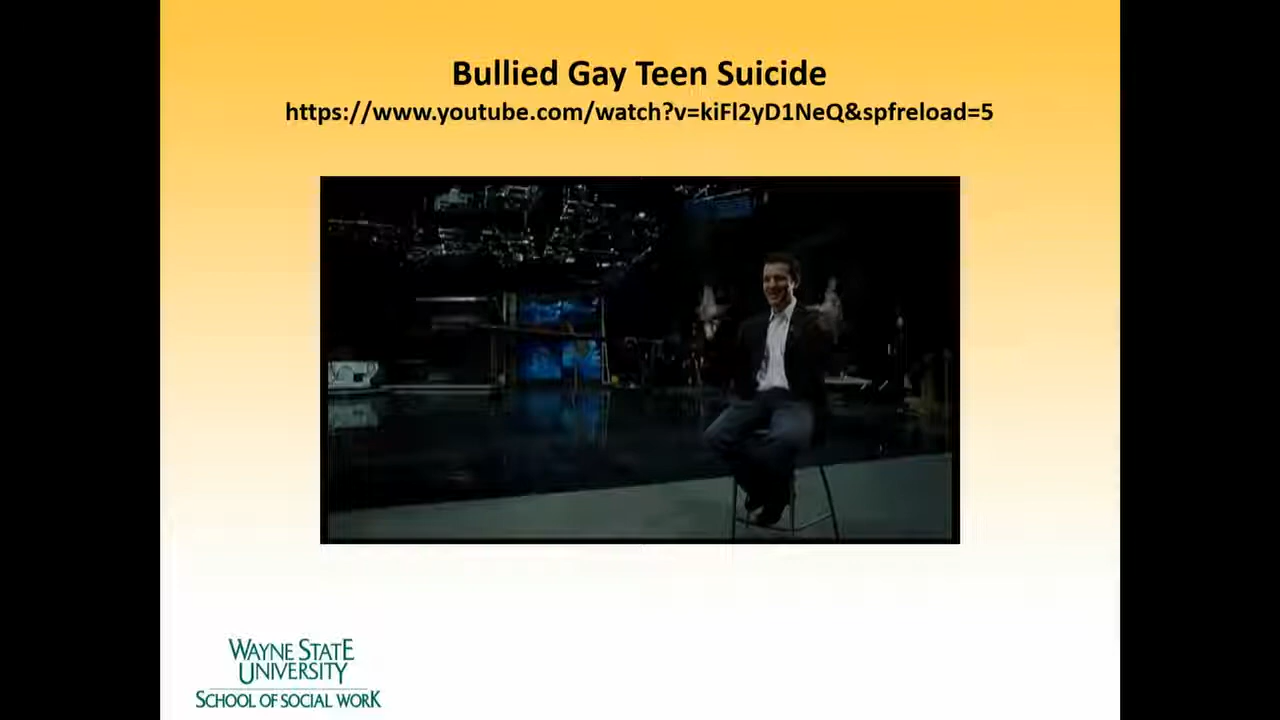 Bullied Gay Teen Suicide
https://www.youtube.com/watch?v=kiFl2yD1NeQ&spfreload=5
WAYNE STATE
UNIVERSITY
SCHOOL OF SOCIAL WORK